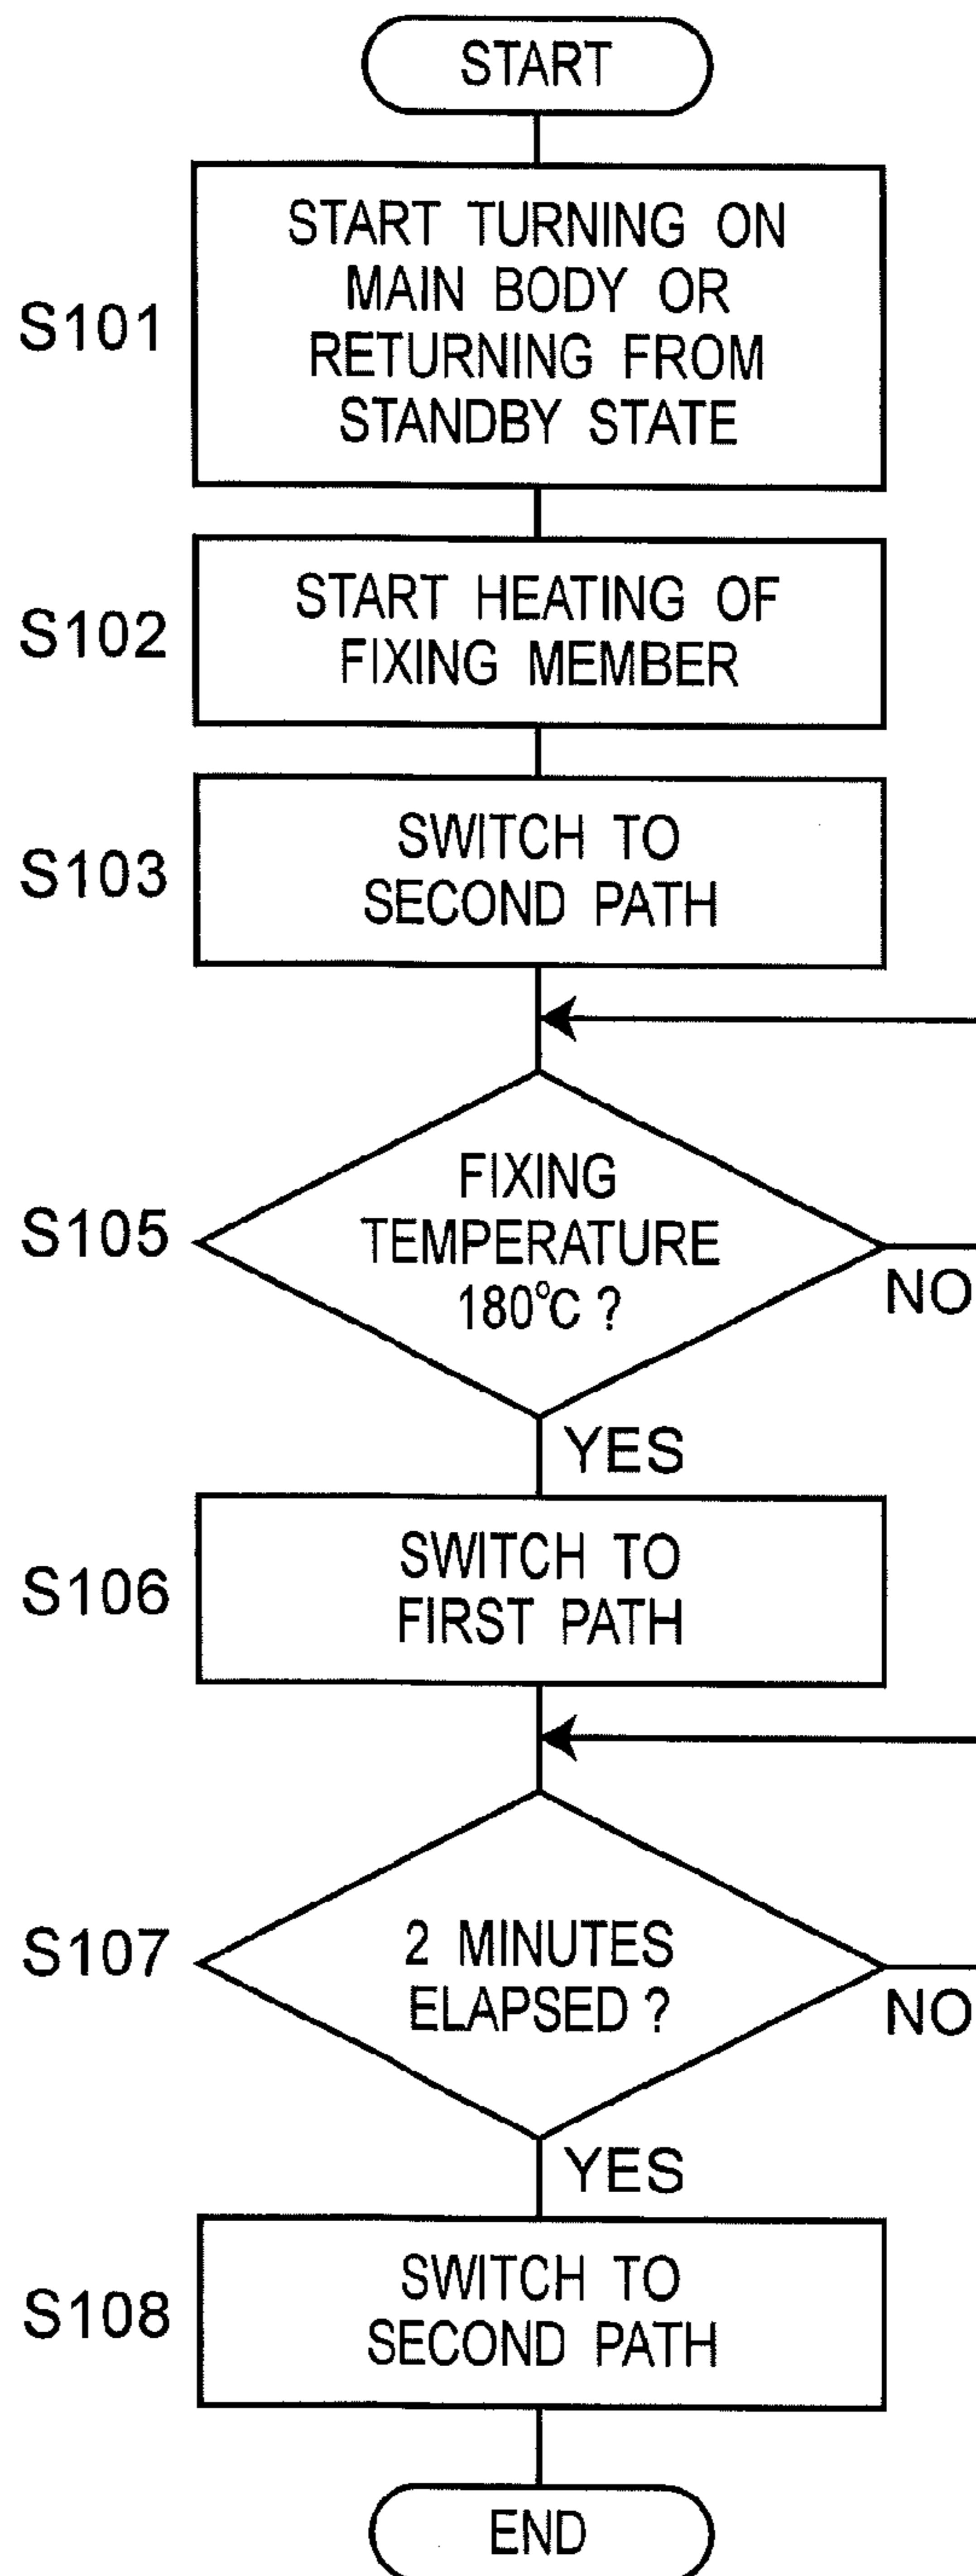 START
S101
START TURNING ON
MAIN BODY OR
RETURNING FROM
STANDBY STATE
S102
START HEATING OF
FIXING MEMBER
S103
SWITCH TO
SECOND PATH
S105
FIXING
TEMPERATURE
180°C ?
NO
YES
S106
SWITCH TO
FIRST PATH
S107
2 MINUTES
ELAPSED ?
NO
YES
S108
SWITCH TO
SECOND PATH
END